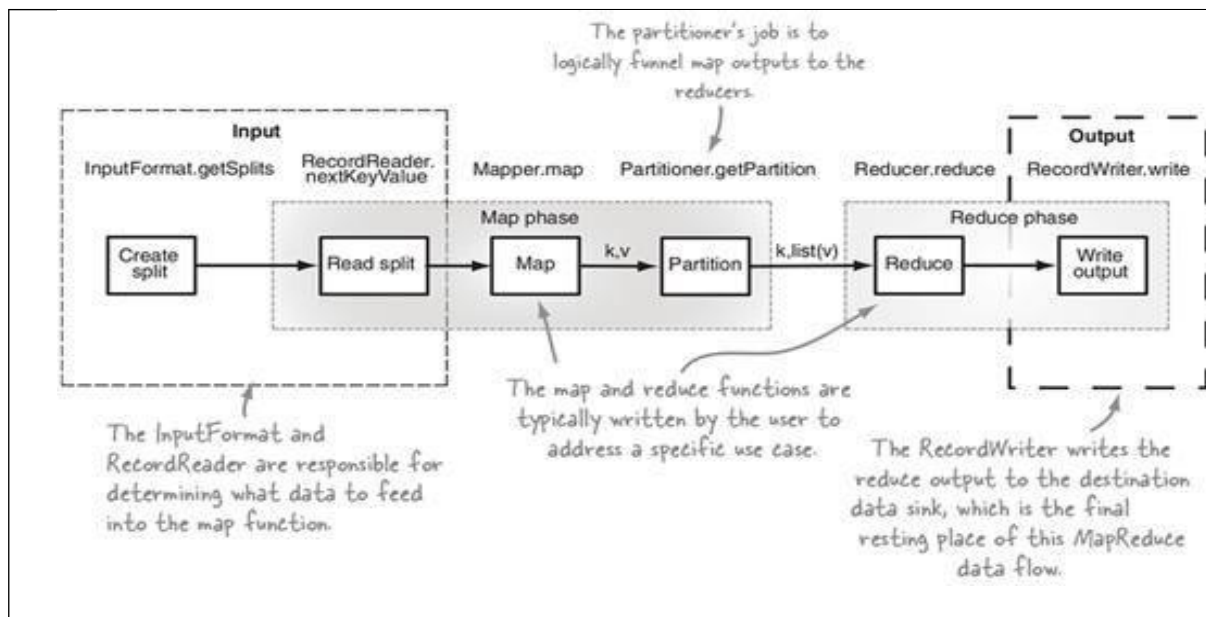 The partitioner's job is to
logically funnel map outputs to the
reducers.
Input
Output
InputFormat.getSplits
RecordReader.
nextKeyValue
Mapper.map
Partitioner.getPartition
Reducer.reduce
RecordWriter.write
Map phase
Reduce phase
Create
split
Read split
Map
k,v
Partition
k,list(v)
Reduce
Write
output
The InputFormat and
RecordReader are responsible for
determining what data to feed
into the map function.
The map and reduce functions are
typically written by the user to
address a specific use case.
The RecordWriter writes the
reduce output to the destination
data sink, which is the final
resting place of this MapReduce
data flow.